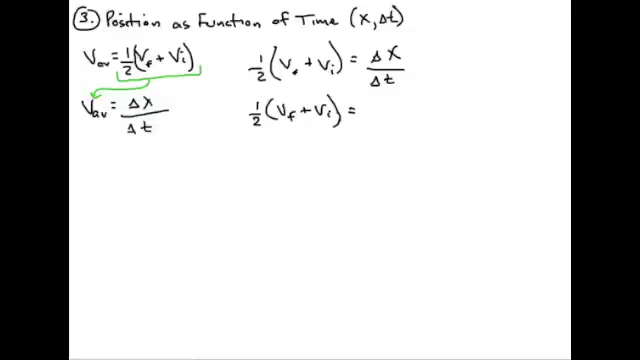 3. Position as Function of Time (x, Δt)
Vav = 1/2 (Vf + Vi)
Vav = Δx / Δt
1/2 (Vf + Vi) = Δx / Δt
1/2 (Vf + Vi) =